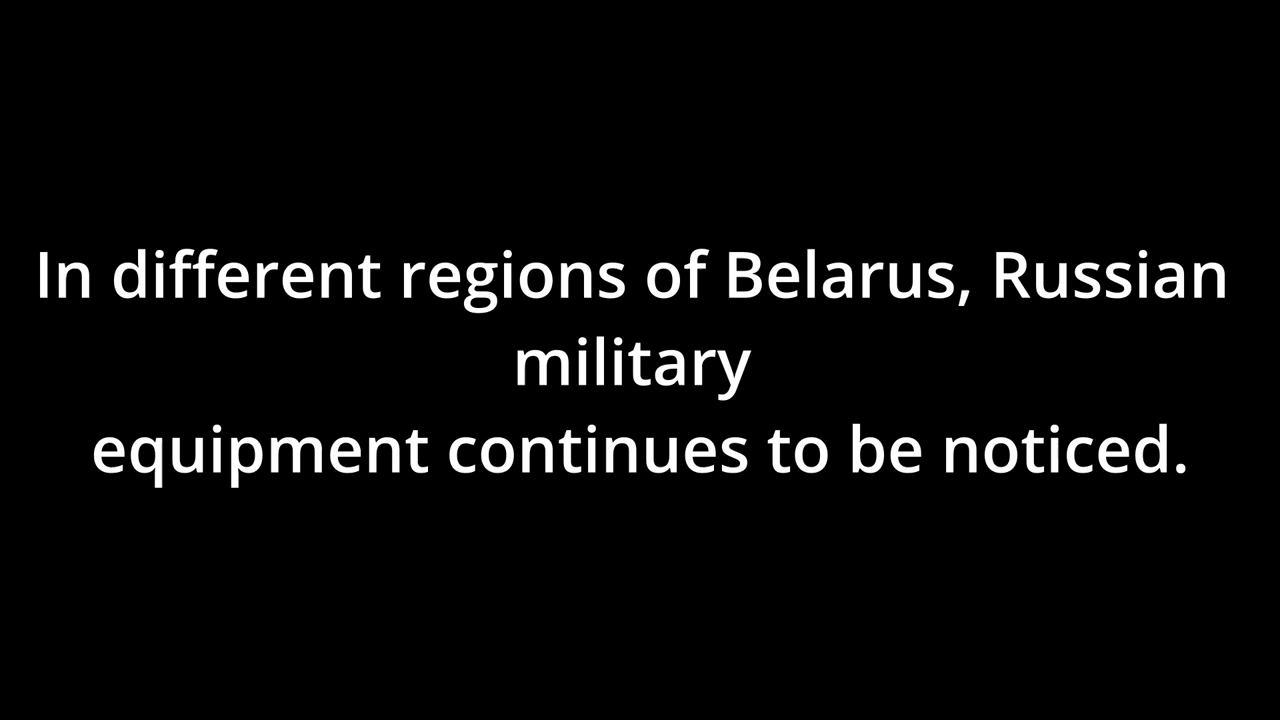 In different regions of Belarus, Russian
military
equipment continues to be noticed.